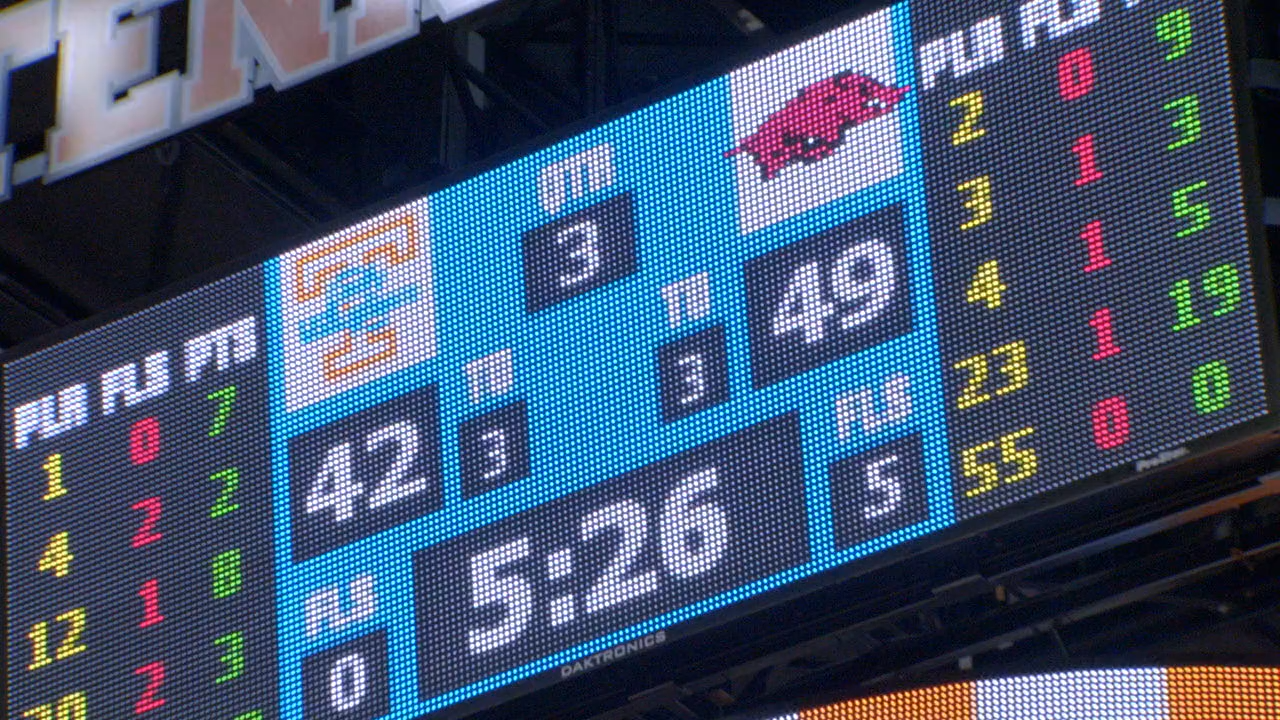 TEN
PLR FLS PTS
1 0 7
4 2 2
12 1 8
2 3
QTR
3
42
TO
3
TO
3
49
FLS
0
5:26
FLS
5
DAKTRONICS
PLR FLS
2 0 9
3 1 3
4 1 5
23 1 19
55 0 0